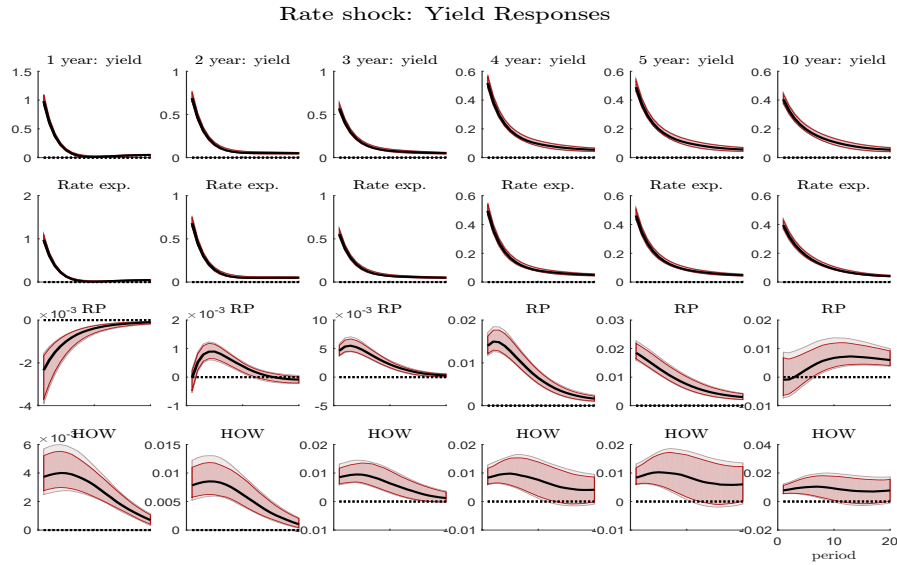 Rate shock: Yield Responses
1 year: yield 2 year: yield 3 year: yield 4 year: yield 5 year: yield 10 year: yield
1.5 1 1 0.6 0.6 0.6
1 0.4 0.4 0.4
0.5 0.5 0.5 0.2 0.2 0.2
0 0 0 0 0 0
Rate exp. Rate exp. Rate exp. Rate exp. Rate exp. Rate exp.
2 1 1 0.6 0.6 0.6
1 0.5 0.5 0.4 0.4 0.4
0.2 0.2 0.2
0 0 0 0 0 0
×10⁻³ RP ×10⁻³ RP ×10⁻³ RP RP RP RP
0 2 10 0.02 0.03 0.02
-2 1 5 0.01 0.02 0.01
0 0 0.01 0
-4 -1 -5 0 0 -0.01
×10⁻³ HOW HOW HOW HOW HOW HOW
6 0.015 0.02 0.02 0.02 0.04
4 0.01 0.01 0.01 0.01 0.02
2 0.005 0 0 0 0
0 0 -0.01 -0.01 -0.01 -0.02
0 10 20
period